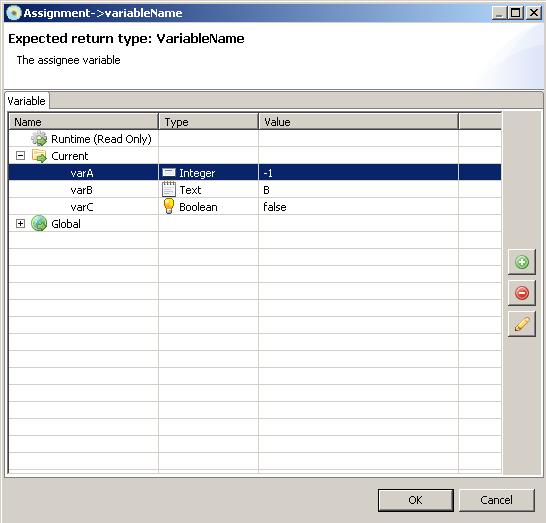 Assignment->variableName
Expected return type: VariableName
The assignee variable
Variable
Name Type Value
Runtime (Read Only)
Current
varA Integer -1
varB Text B
varC Boolean false
Global
OK Cancel